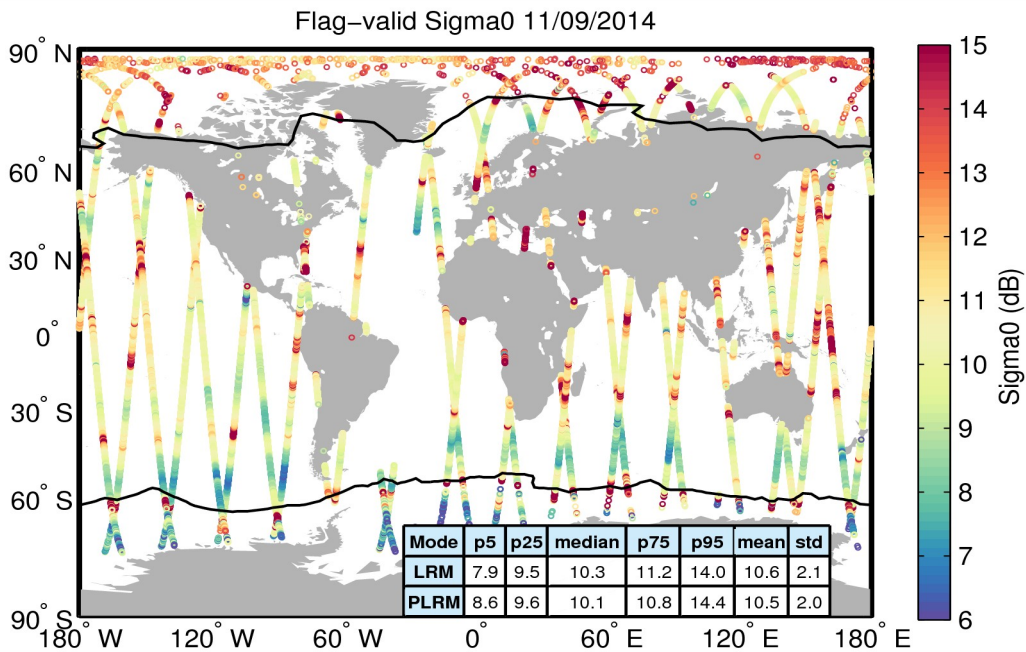 Flag-valid Sigma0 11/09/2014
90° N
60° N
30° N
0°
30° S
60° S
90° S
180° W
120° W
60° W
0°
60° E
120° E
180° E
Mode p5 p25 median p75 p95 mean std
LRM 7.9 9.5 10.3 11.2 14.0 10.6 2.1
PLRM 8.6 9.6 10.1 10.8 14.4 10.5 2.0
15
14
13
12
11
10
9
8
7
6
Sigma0 (dB)